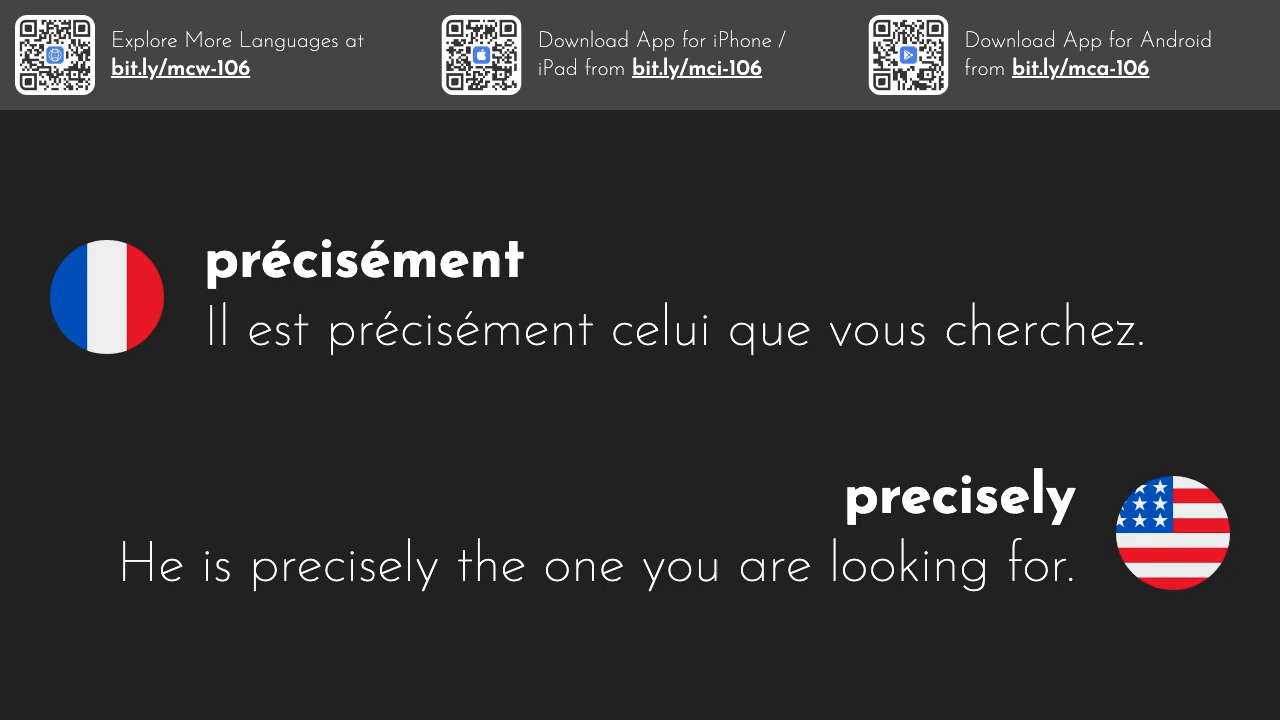 Explore More Languages at
bit.ly/mcw-106
Download App for iPhone /
iPad from bit.ly/mci-106
Download App for Android
from bit.ly/mca-106
précisément
Il est précisément celui que vous cherchez.
precisely
He is precisely the one you are looking for.